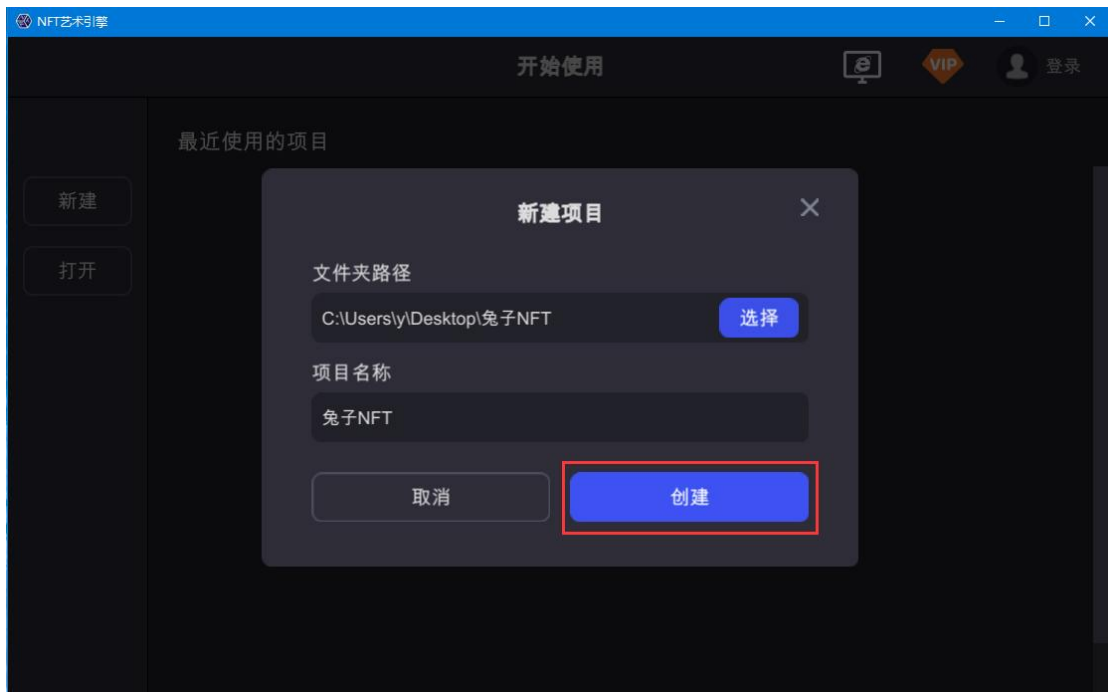 NFT艺术引擎
开始使用
VIP
登录
最近使用的项目
新建
打开
新建项目
文件夹路径
C:\Users\y\Desktop\兔子NFT
选择
项目名称
兔子NFT
取消
创建